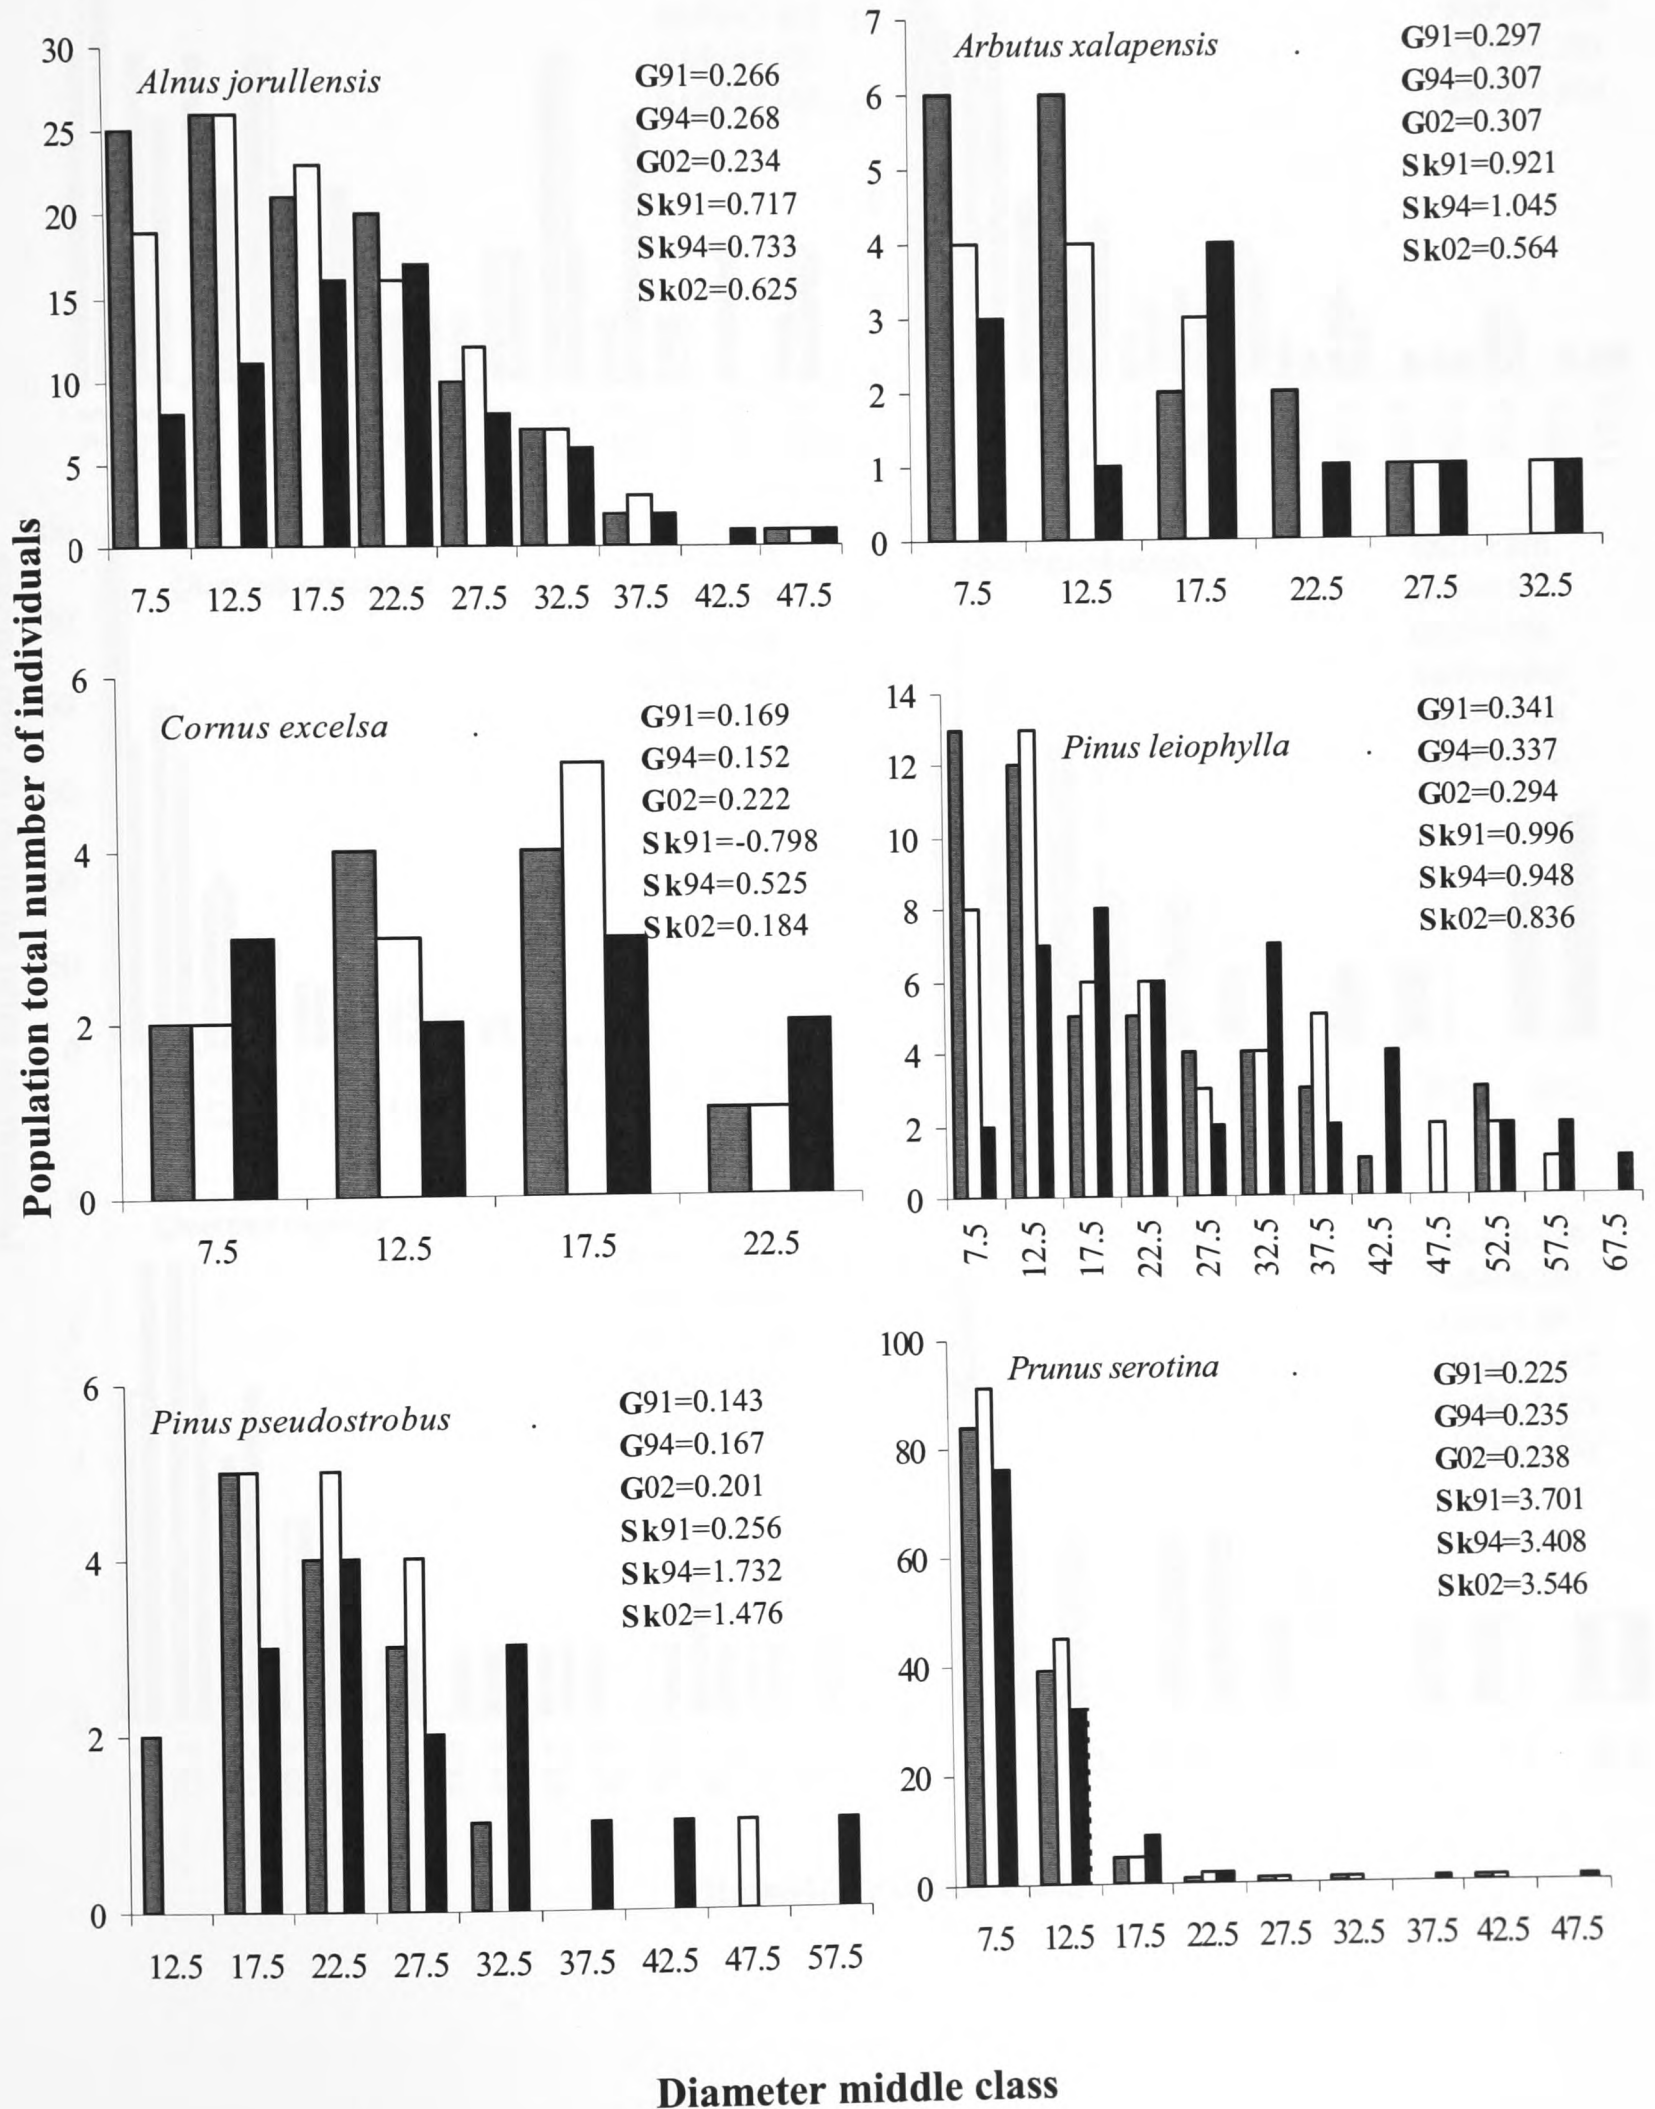 Population total number of individuals
Alnus jorullensis
G91=0.266
G94=0.268
G02=0.234
Sk91=0.717
Sk94=0.733
Sk02=0.625
30
25
20
15
10
5
0
7.5 12.5 17.5 22.5 27.5 32.5 37.5 42.5 47.5
Arbutus xalapensis .
G91=0.297
G94=0.307
G02=0.307
Sk91=0.921
Sk94=1.045
Sk02=0.564
7
6
5
4
3
2
1
0
7.5 12.5 17.5 22.5 27.5 32.5
Cornus excelsa .
G91=0.169
G94=0.152
G02=0.222
Sk91=-0.798
Sk94=0.525
Sk02=0.184
6
4
2
0
7.5 12.5 17.5 22.5
Pinus leiophylla .
G91=0.341
G94=0.337
G02=0.294
Sk91=0.996
Sk94=0.948
Sk02=0.836
14
12
10
8
6
4
2
0
7.5 12.5 17.5 22.5 27.5 32.5 37.5 42.5 47.5 52.5 57.5 67.5
Pinus pseudostrobus .
G91=0.143
G94=0.167
G02=0.201
Sk91=0.256
Sk94=1.732
Sk02=1.476
6
4
2
0
12.5 17.5 22.5 27.5 32.5 37.5 42.5 47.5 57.5
Prunus serotina .
G91=0.225
G94=0.235
G02=0.238
Sk91=3.701
Sk94=3.408
Sk02=3.546
100
80
60
40
20
0
7.5 12.5 17.5 22.5 27.5 32.5 37.5 42.5 47.5
Diameter middle class